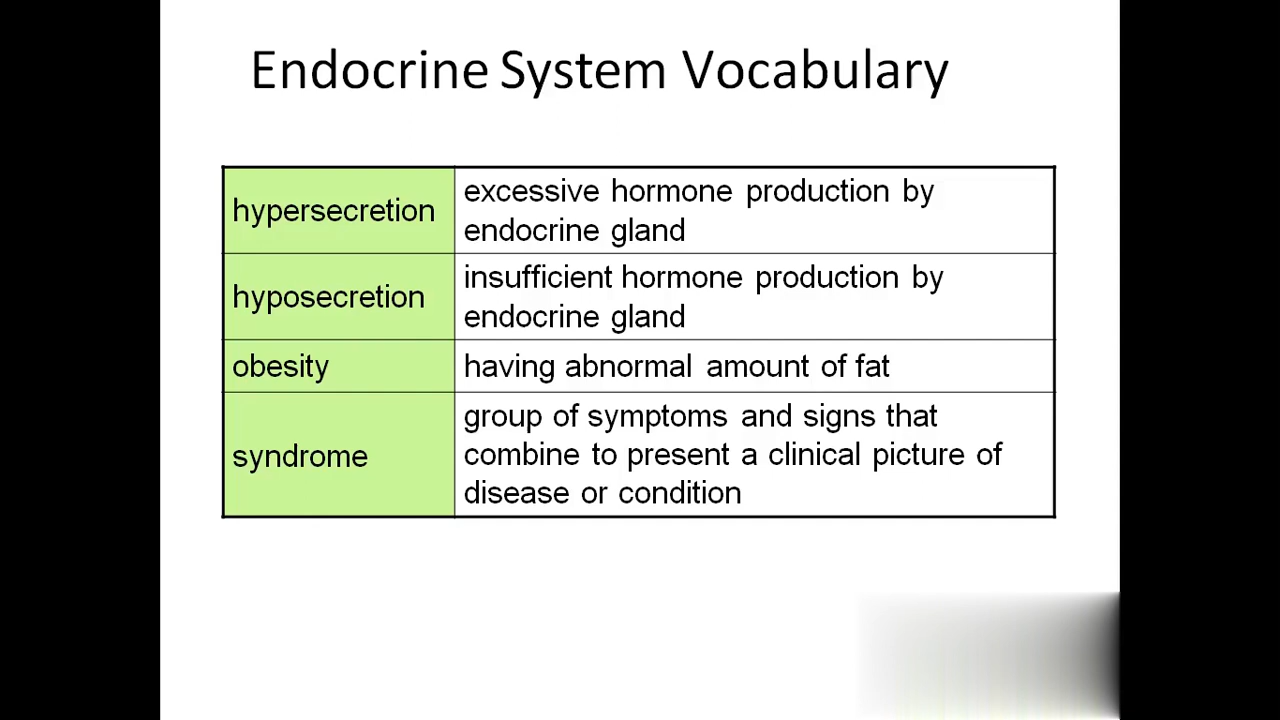 Endocrine System Vocabulary
hypersecretion
excessive hormone production by
endocrine gland
hyposecretion
insufficient hormone production by
endocrine gland
obesity
having abnormal amount of fat
syndrome
group of symptoms and signs that
combine to present a clinical picture of
disease or condition